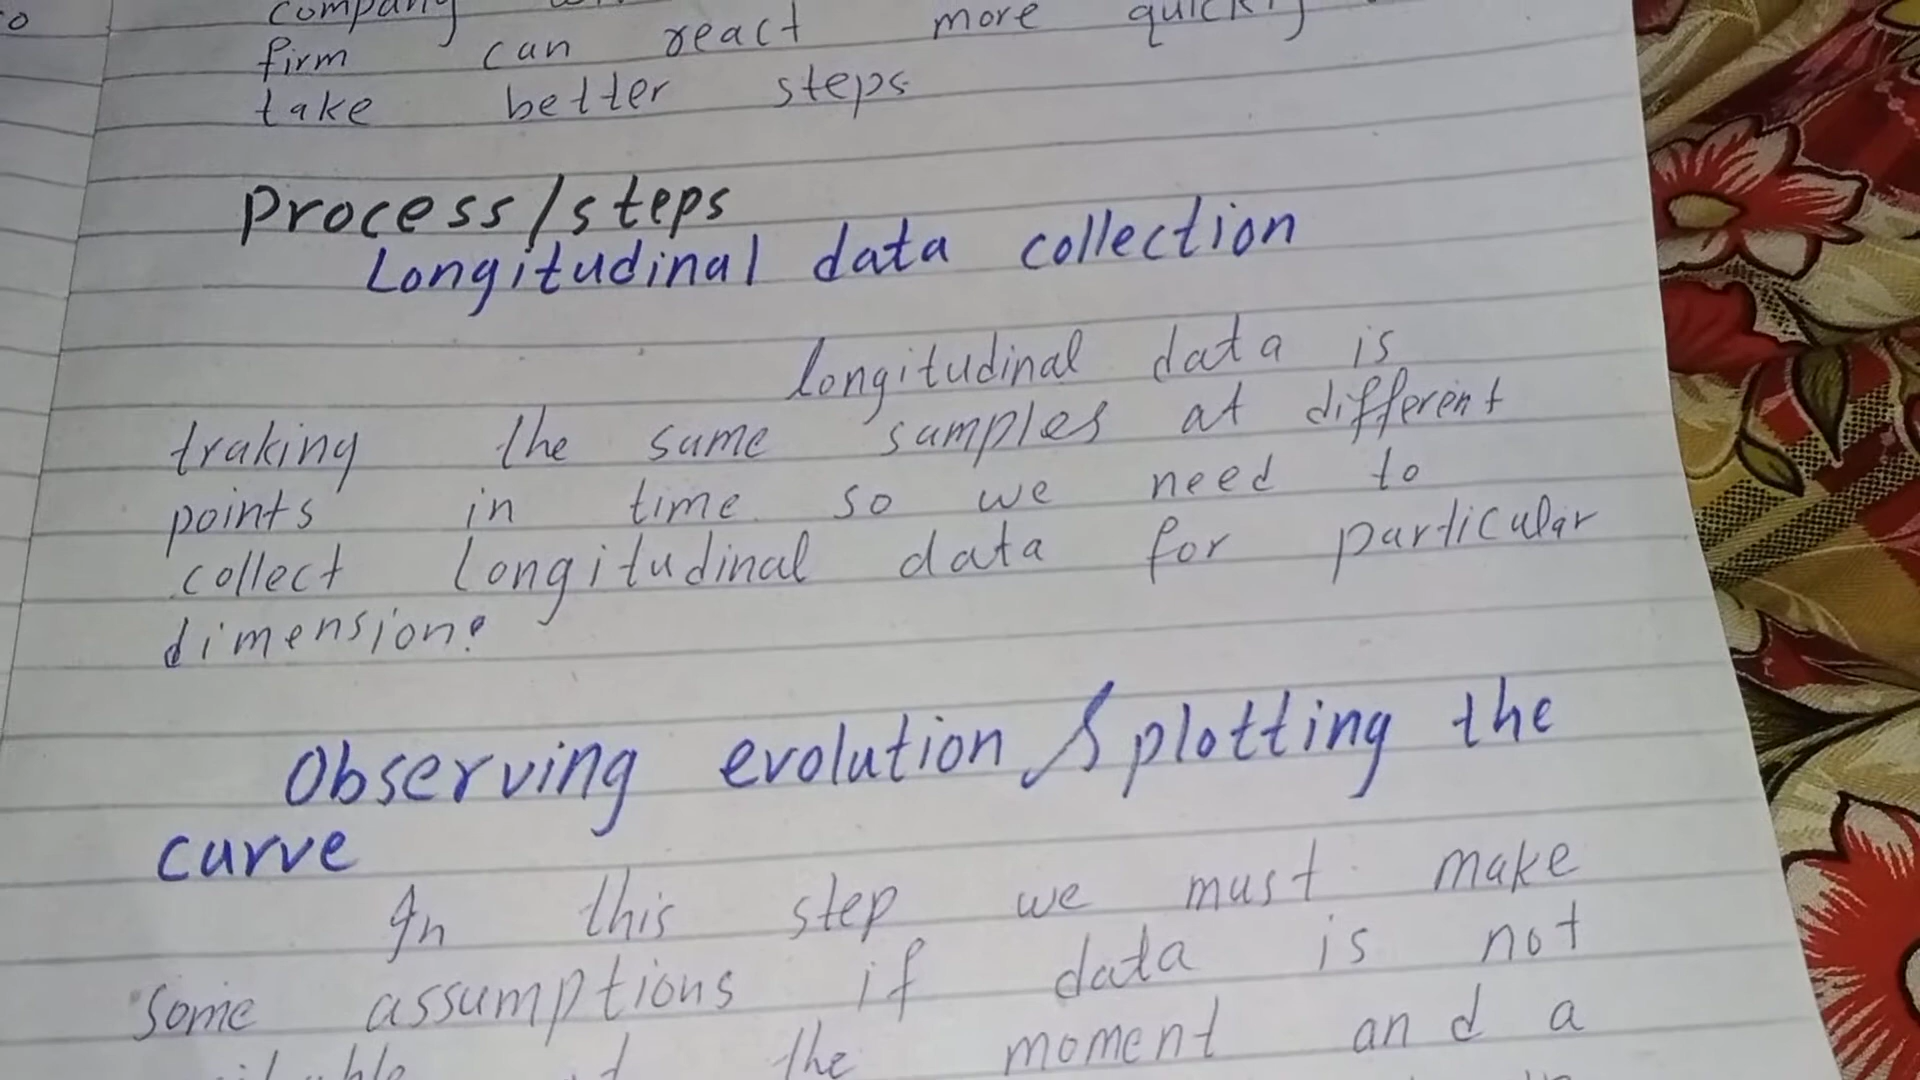 company
firm can react more quickly
take better steps
Process/steps
Longitudinal data collection
longitudinal data is
traking the same samples at different
points in time. so we need to
collect longitudinal data for particular
dimension.
Observing evolution & plotting the
curve
In this step we must make
some assumptions if data is not
the moment and a